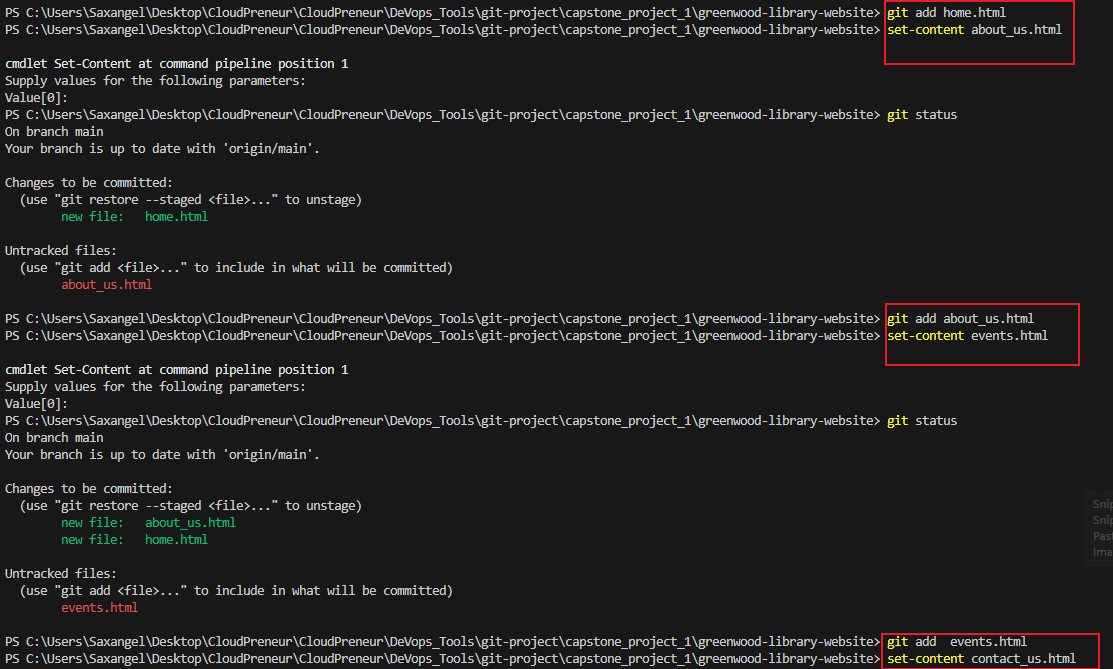 PS C:\Users\Saxangel\Desktop\CloudPreneur\CloudPreneur\DeVops_Tools\git-project\capstone_project_1\greenwood-library-website> git add home.html
PS C:\Users\Saxangel\Desktop\CloudPreneur\CloudPreneur\DeVops_Tools\git-project\capstone_project_1\greenwood-library-website> set-content about_us.html
cmdlet Set-Content at command pipeline position 1
Supply values for the following parameters:
Value[0]:
PS C:\Users\Saxangel\Desktop\CloudPreneur\CloudPreneur\DeVops_Tools\git-project\capstone_project_1\greenwood-library-website> git status
On branch main
Your branch is up to date with 'origin/main'.
Changes to be committed:
  (use "git restore --staged <file>..." to unstage)
        new file:   home.html
Untracked files:
  (use "git add <file>..." to include in what will be committed)
        about_us.html
PS C:\Users\Saxangel\Desktop\CloudPreneur\CloudPreneur\DeVops_Tools\git-project\capstone_project_1\greenwood-library-website> git add about_us.html
PS C:\Users\Saxangel\Desktop\CloudPreneur\CloudPreneur\DeVops_Tools\git-project\capstone_project_1\greenwood-library-website> set-content events.html
cmdlet Set-Content at command pipeline position 1
Supply values for the following parameters:
Value[0]:
PS C:\Users\Saxangel\Desktop\CloudPreneur\CloudPreneur\DeVops_Tools\git-project\capstone_project_1\greenwood-library-website> git status
On branch main
Your branch is up to date with 'origin/main'.
Changes to be committed:
  (use "git restore --staged <file>..." to unstage)
        new file:   about_us.html
        new file:   home.html
Untracked files:
  (use "git add <file>..." to include in what will be committed)
        events.html
PS C:\Users\Saxangel\Desktop\CloudPreneur\CloudPreneur\DeVops_Tools\git-project\capstone_project_1\greenwood-library-website> git add  events.html
PS C:\Users\Saxangel\Desktop\CloudPreneur\CloudPreneur\DeVops_Tools\git-project\capstone_project_1\greenwood-library-website> set-content contact_us.html